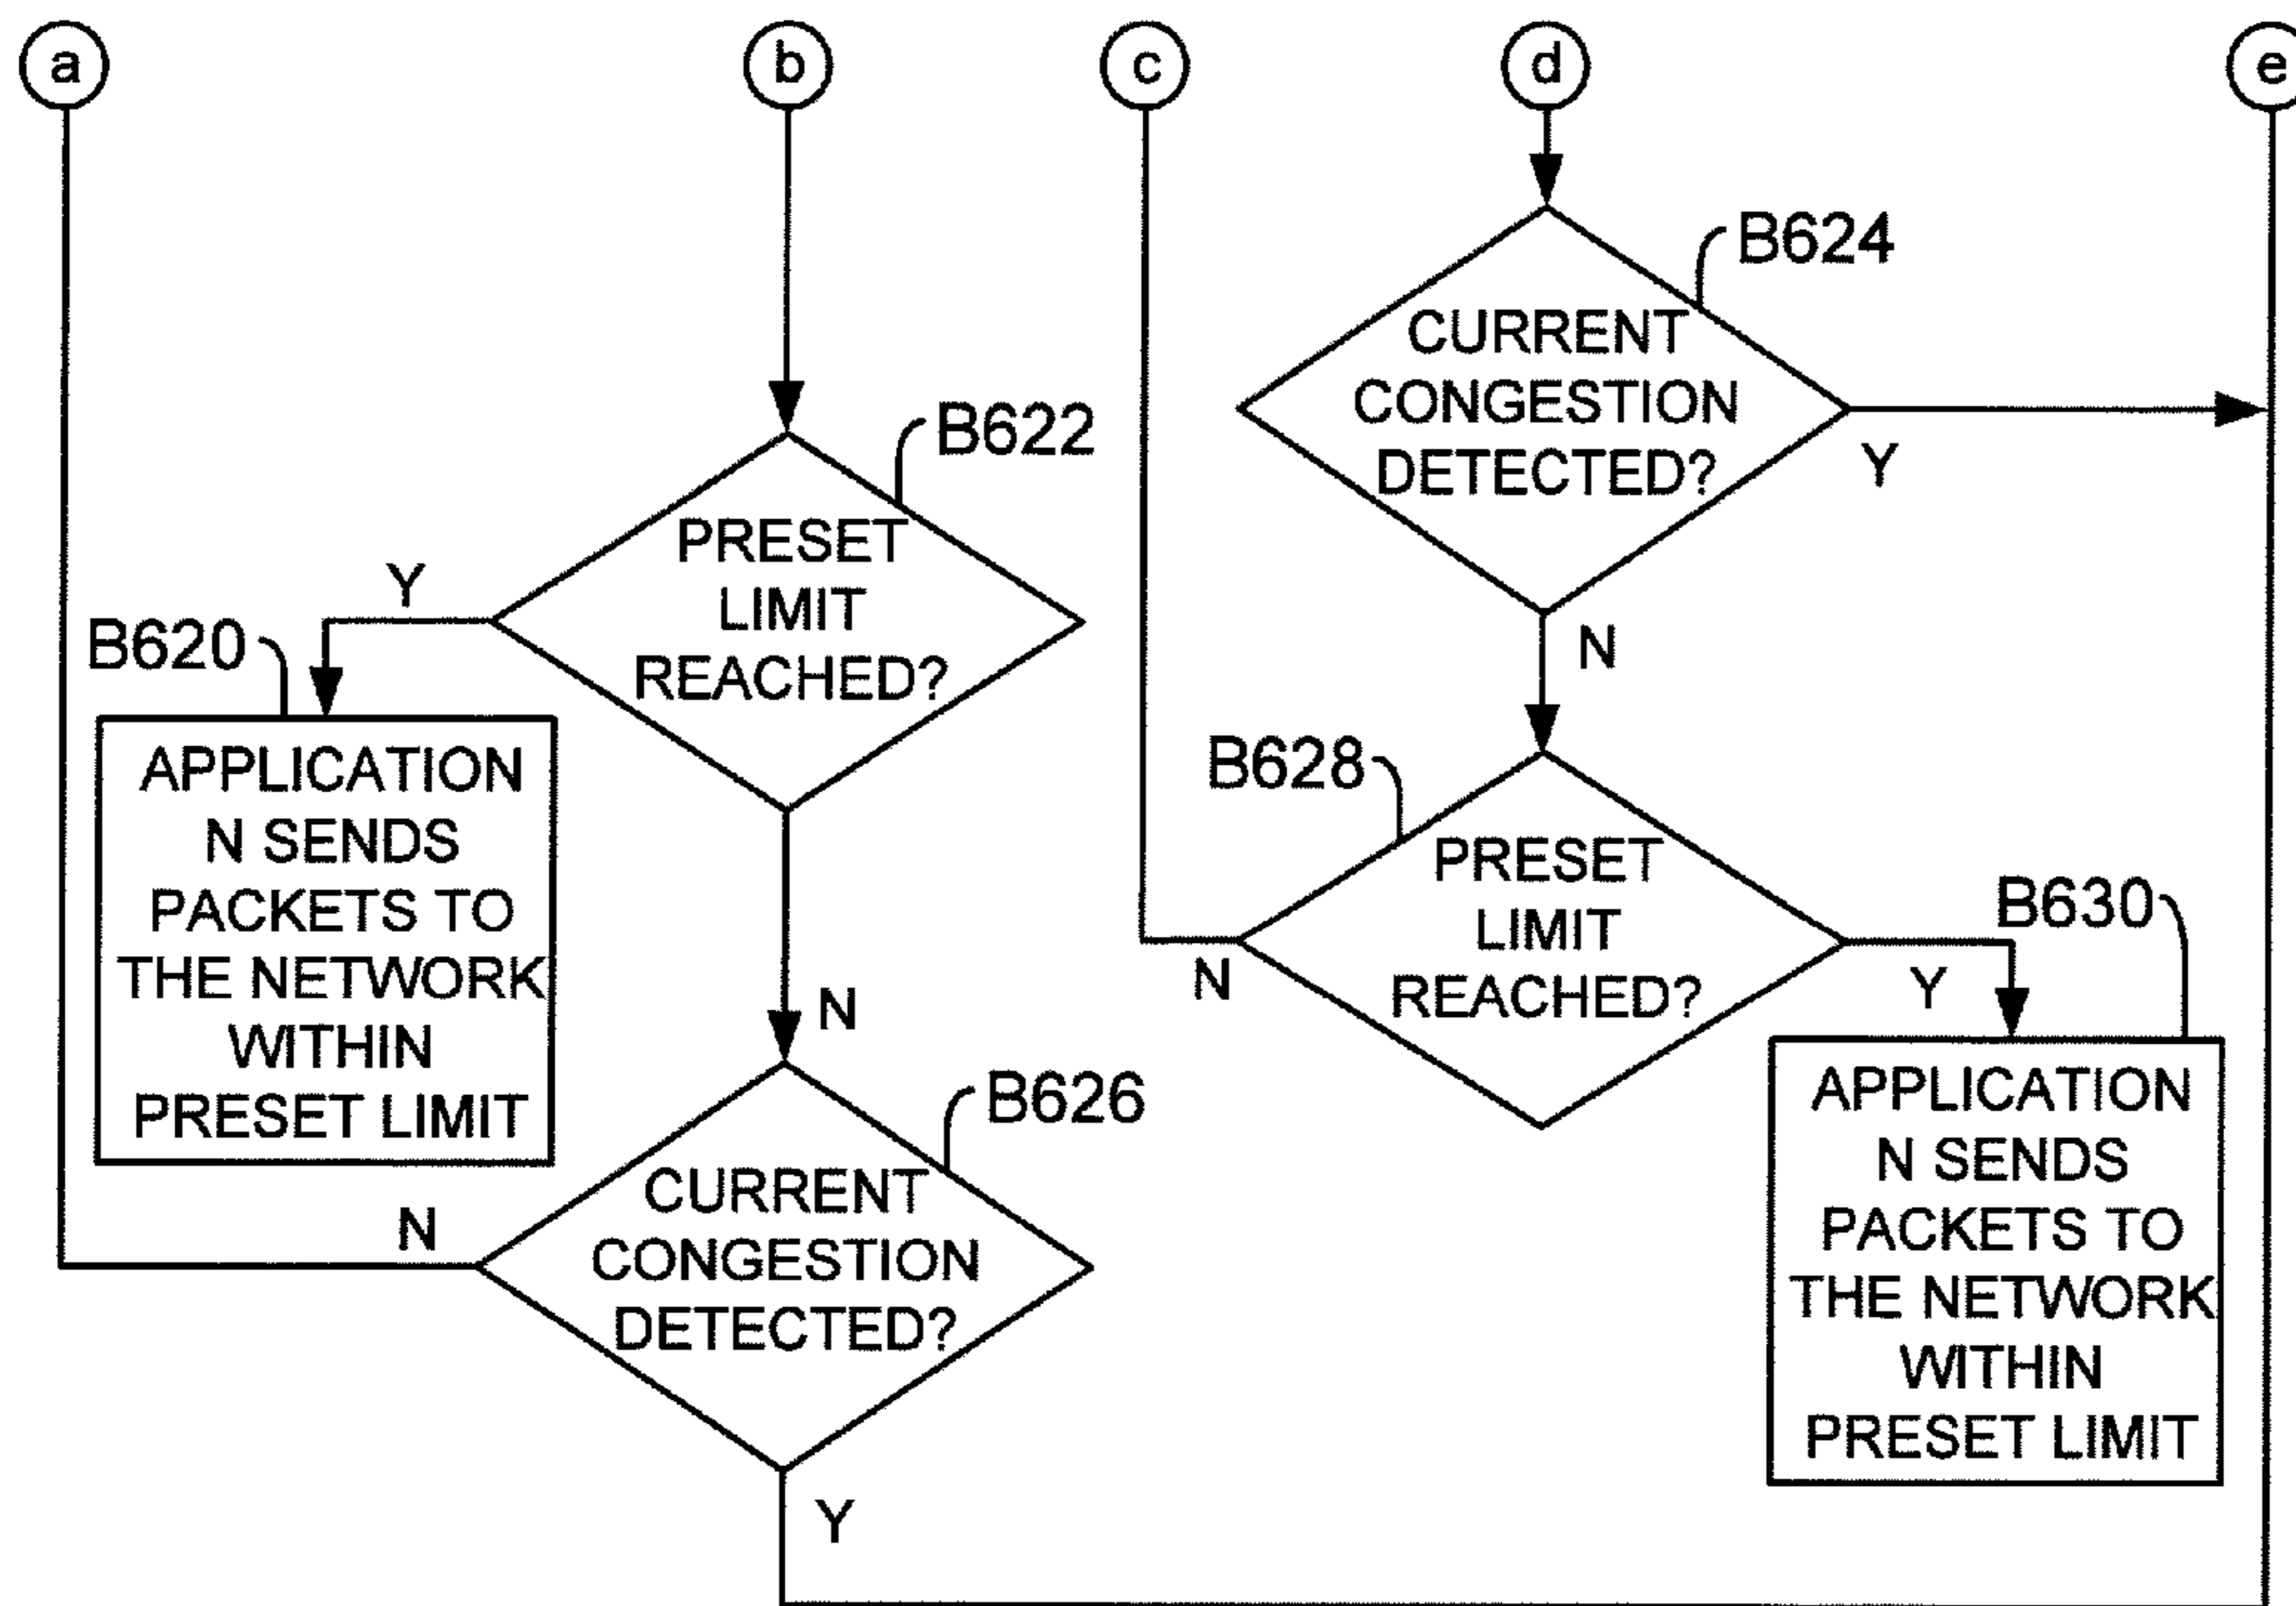 a
b
c
d
e
B624
CURRENT
CONGESTION
DETECTED?
Y
N
B622
PRESET
LIMIT
REACHED?
Y
N
B620
APPLICATION
N SENDS
PACKETS TO
THE NETWORK
WITHIN
PRESET LIMIT
B628
PRESET
LIMIT
REACHED?
N
Y
B630
APPLICATION
N SENDS
PACKETS TO
THE NETWORK
WITHIN
PRESET LIMIT
B626
CURRENT
CONGESTION
DETECTED?
N
Y